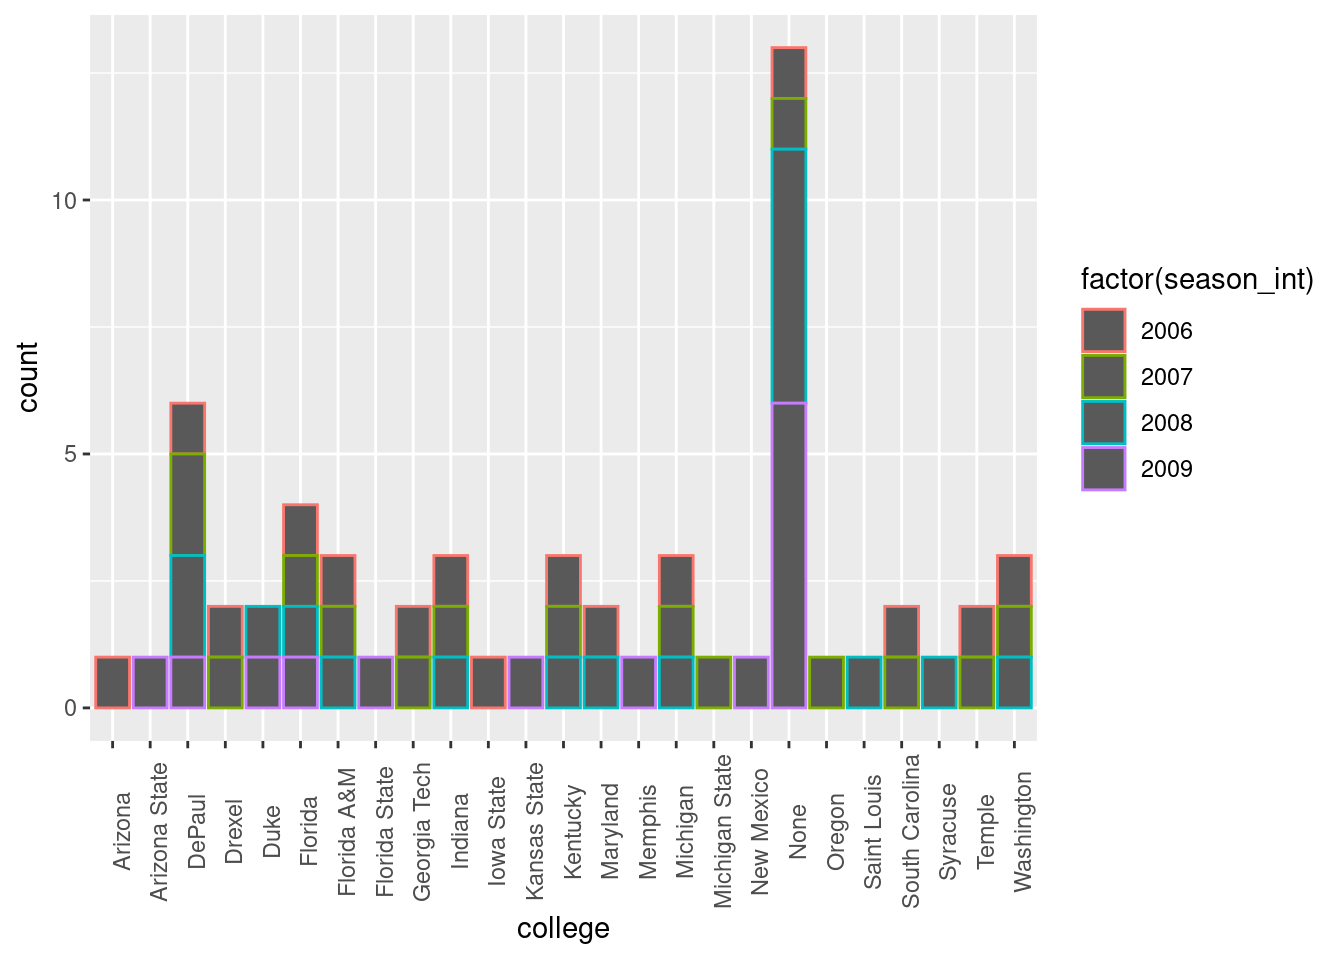 count
10
5
0
Arizona
Arizona State
DePaul
Drexel
Duke
Florida
Florida A&M
Florida State
Georgia Tech
Indiana
Iowa State
Kansas State
Kentucky
Maryland
Memphis
Michigan
Michigan State
New Mexico
None
Oregon
Saint Louis
South Carolina
Syracuse
Temple
Washington
college
factor(season_int)
2006
2007
2008
2009